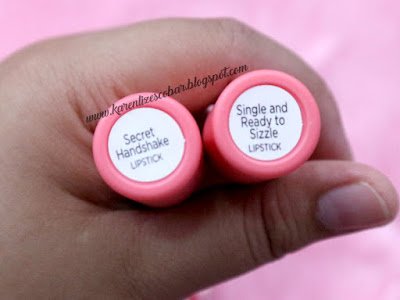 www.karenlizescobar.blogspot.com
Secret
Handshake
LIPSTICK
Single and
Ready to
Sizzle
LIPSTICK